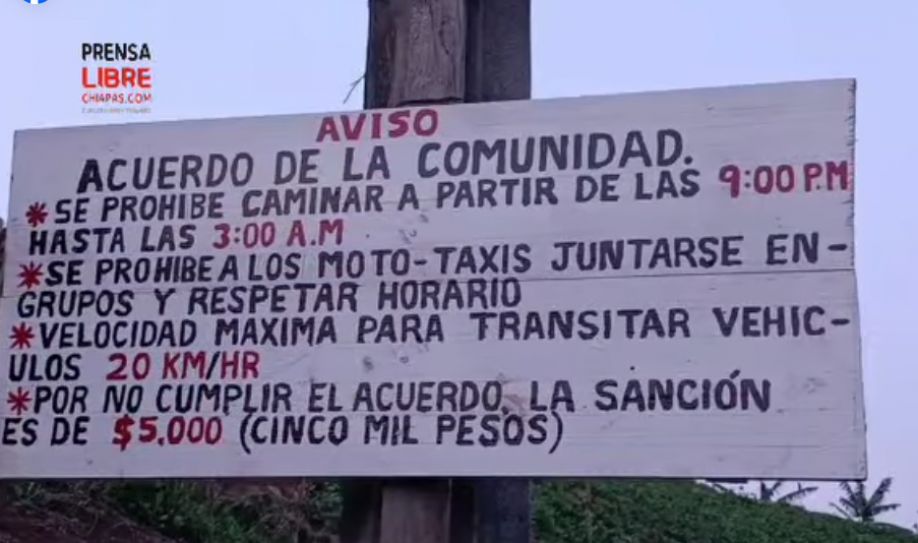 PRENSA
LIBRE
CHI4PAS.COM
AVISO
ACUERDO DE LA COMUNIDAD.
*SE PROHIBE CAMINAR A PARTIR DE LAS 9:00 P.M
HASTA LAS 3:00 A.M
*SE PROHIBE A LOS MOTO-TAXIS JUNTARSE EN-
GRUPOS Y RESPETAR HORARIO
*VELOCIDAD MAXIMA PARA TRANSITAR VEHIC-
ULOS 20 KM/HR
*POR NO CUMPLIR EL ACUERDO, LA SANCIÓN
ES DE $5.000 (CINCO MIL PESOS)